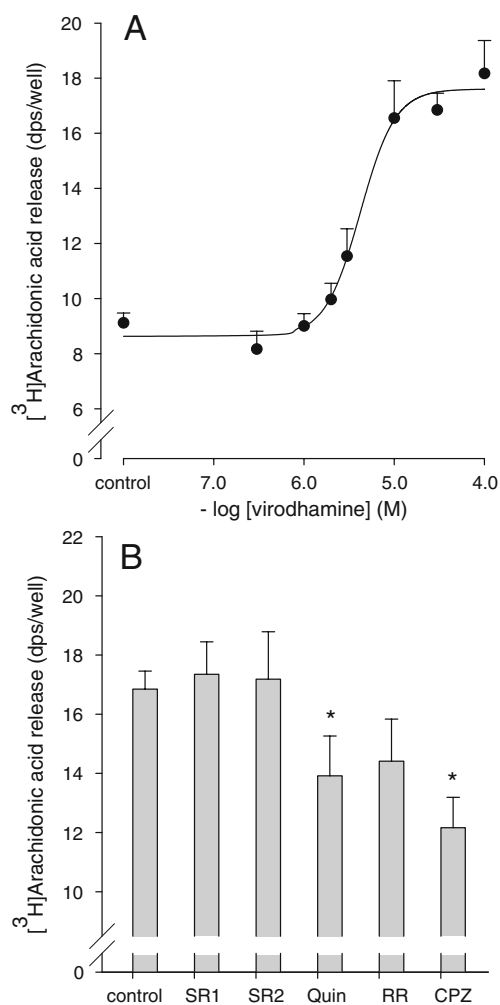 A
[³H]Arachidonic acid release (dps/well)
20
18
16
14
12
10
8
6
0
control 7.0 6.0 5.0 4.0
- log [virodhamine] (M)
B
[³H]Arachidonic acid release (dps/well)
22
20
18
16
14
12
10
0
* *
control SR1 SR2 Quin RR CPZ